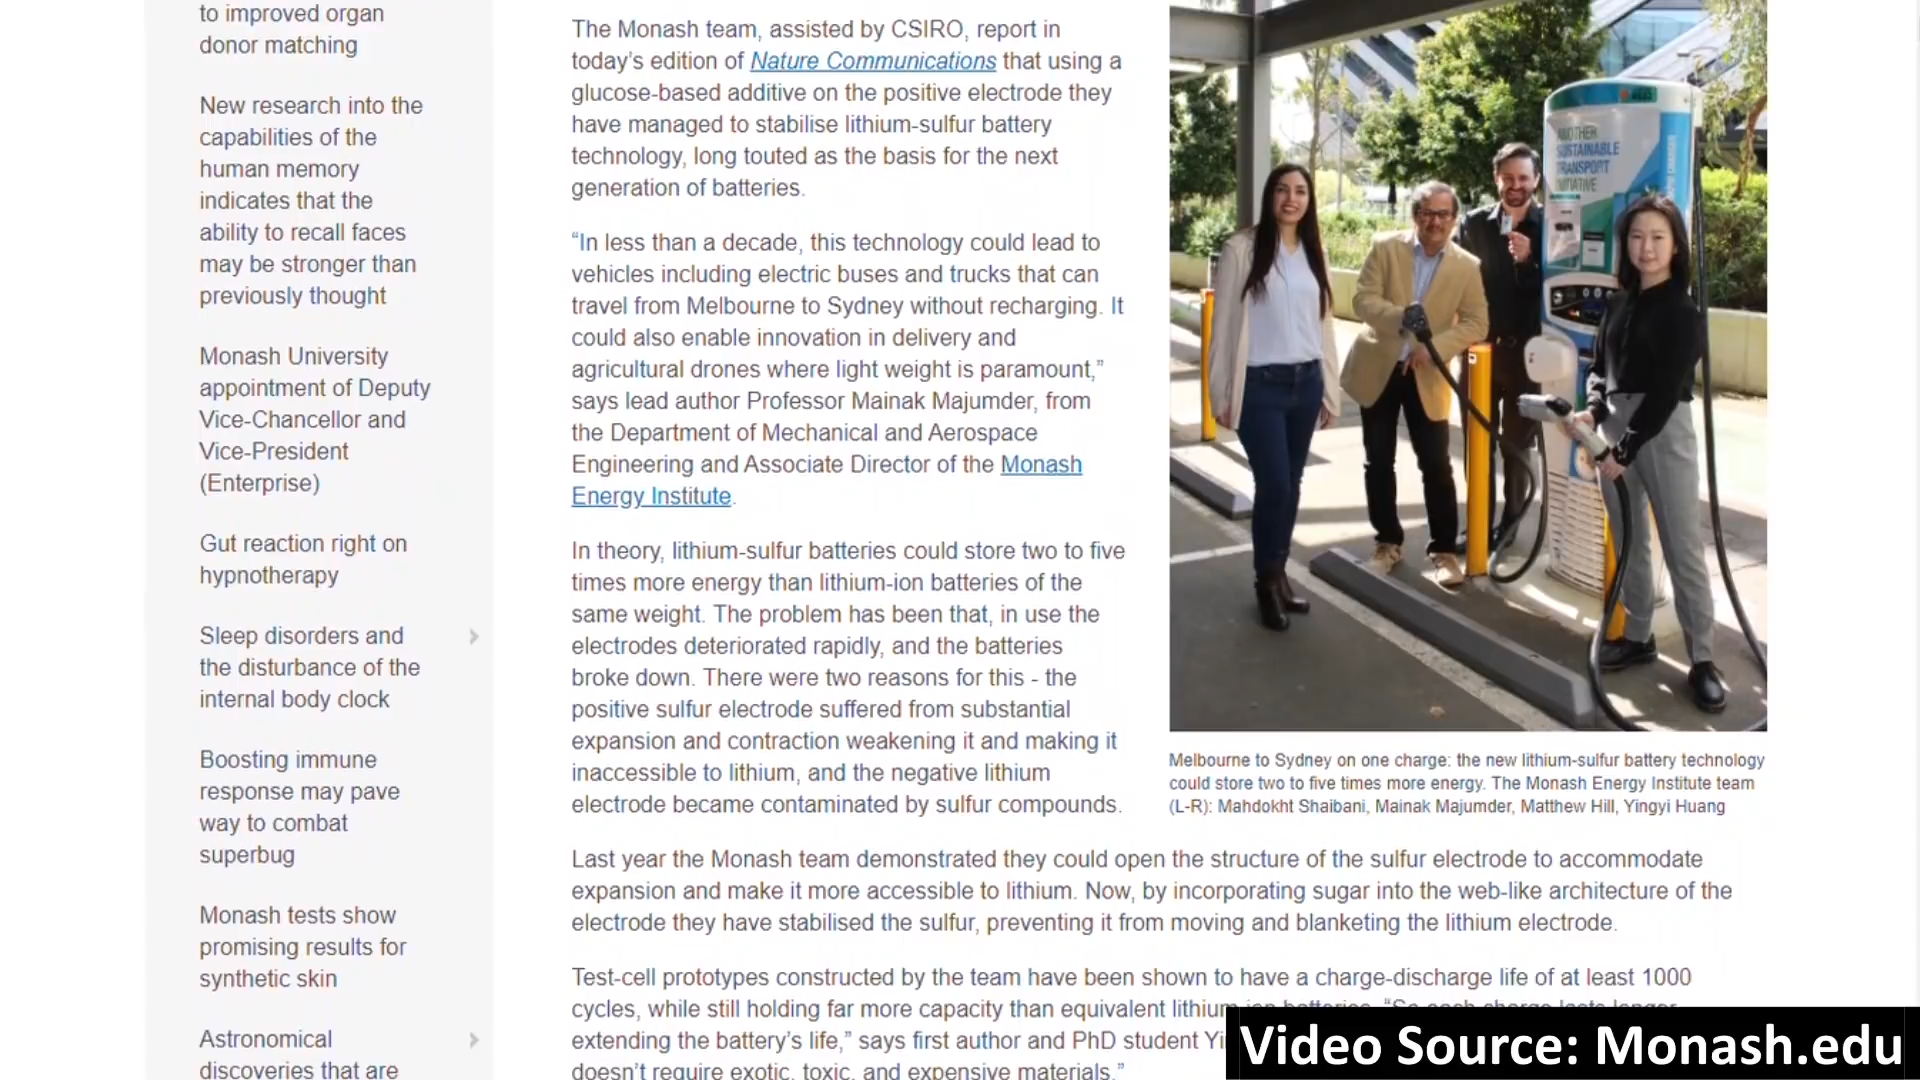 to improved organ
donor matching
New research into the
capabilities of the
human memory
indicates that the
ability to recall faces
may be stronger than
previously thought
Monash University
appointment of Deputy
Vice-Chancellor and
Vice-President
(Enterprise)
Gut reaction right on
hypnotherapy
Sleep disorders and
the disturbance of the
internal body clock
Boosting immune
response may pave
way to combat
superbug
Monash tests show
promising results for
synthetic skin
Astronomical
discoveries that are
The Monash team, assisted by CSIRO, report in
today's edition of Nature Communications that using a
glucose-based additive on the positive electrode they
have managed to stabilise lithium-sulfur battery
technology, long touted as the basis for the next
generation of batteries.
“In less than a decade, this technology could lead to
vehicles including electric buses and trucks that can
travel from Melbourne to Sydney without recharging. It
could also enable innovation in delivery and
agricultural drones where light weight is paramount,”
says lead author Professor Mainak Majumder, from
the Department of Mechanical and Aerospace
Engineering and Associate Director of the Monash
Energy Institute.
In theory, lithium-sulfur batteries could store two to five
times more energy than lithium-ion batteries of the
same weight. The problem has been that, in use the
electrodes deteriorated rapidly, and the batteries
broke down. There were two reasons for this - the
positive sulfur electrode suffered from substantial
expansion and contraction weakening it and making it
inaccessible to lithium, and the negative lithium
electrode became contaminated by sulfur compounds.
ANOTHER
SUSTAINABLE
TRANSPORT
INITIATIVE
Melbourne to Sydney on one charge: the new lithium-sulfur battery technology
could store two to five times more energy. The Monash Energy Institute team
(L-R): Mahdokht Shaibani, Mainak Majumder, Matthew Hill, Yingyi Huang
Last year the Monash team demonstrated they could open the structure of the sulfur electrode to accommodate
expansion and make it more accessible to lithium. Now, by incorporating sugar into the web-like architecture of the
electrode they have stabilised the sulfur, preventing it from moving and blanketing the lithium electrode.
Test-cell prototypes constructed by the team have been shown to have a charge-discharge life of at least 1000
cycles, while still holding far more capacity than equivalent lithium-ion batteries. “So each charge lasts longer,
extending the battery's life,” says first author and PhD student Yi
doesn't require exotic, toxic, and expensive materials.”
Video Source: Monash.edu